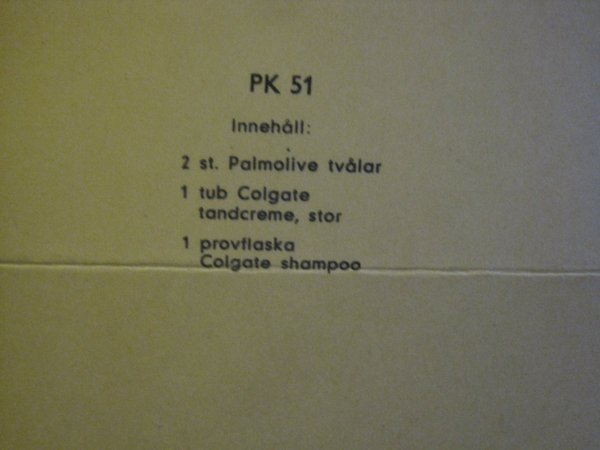 PK 51
Innehåll:
2 st. Palmolive tvålar
1 tub Colgate
tandcreme, stor
1 provflaska
Colgate shampoo